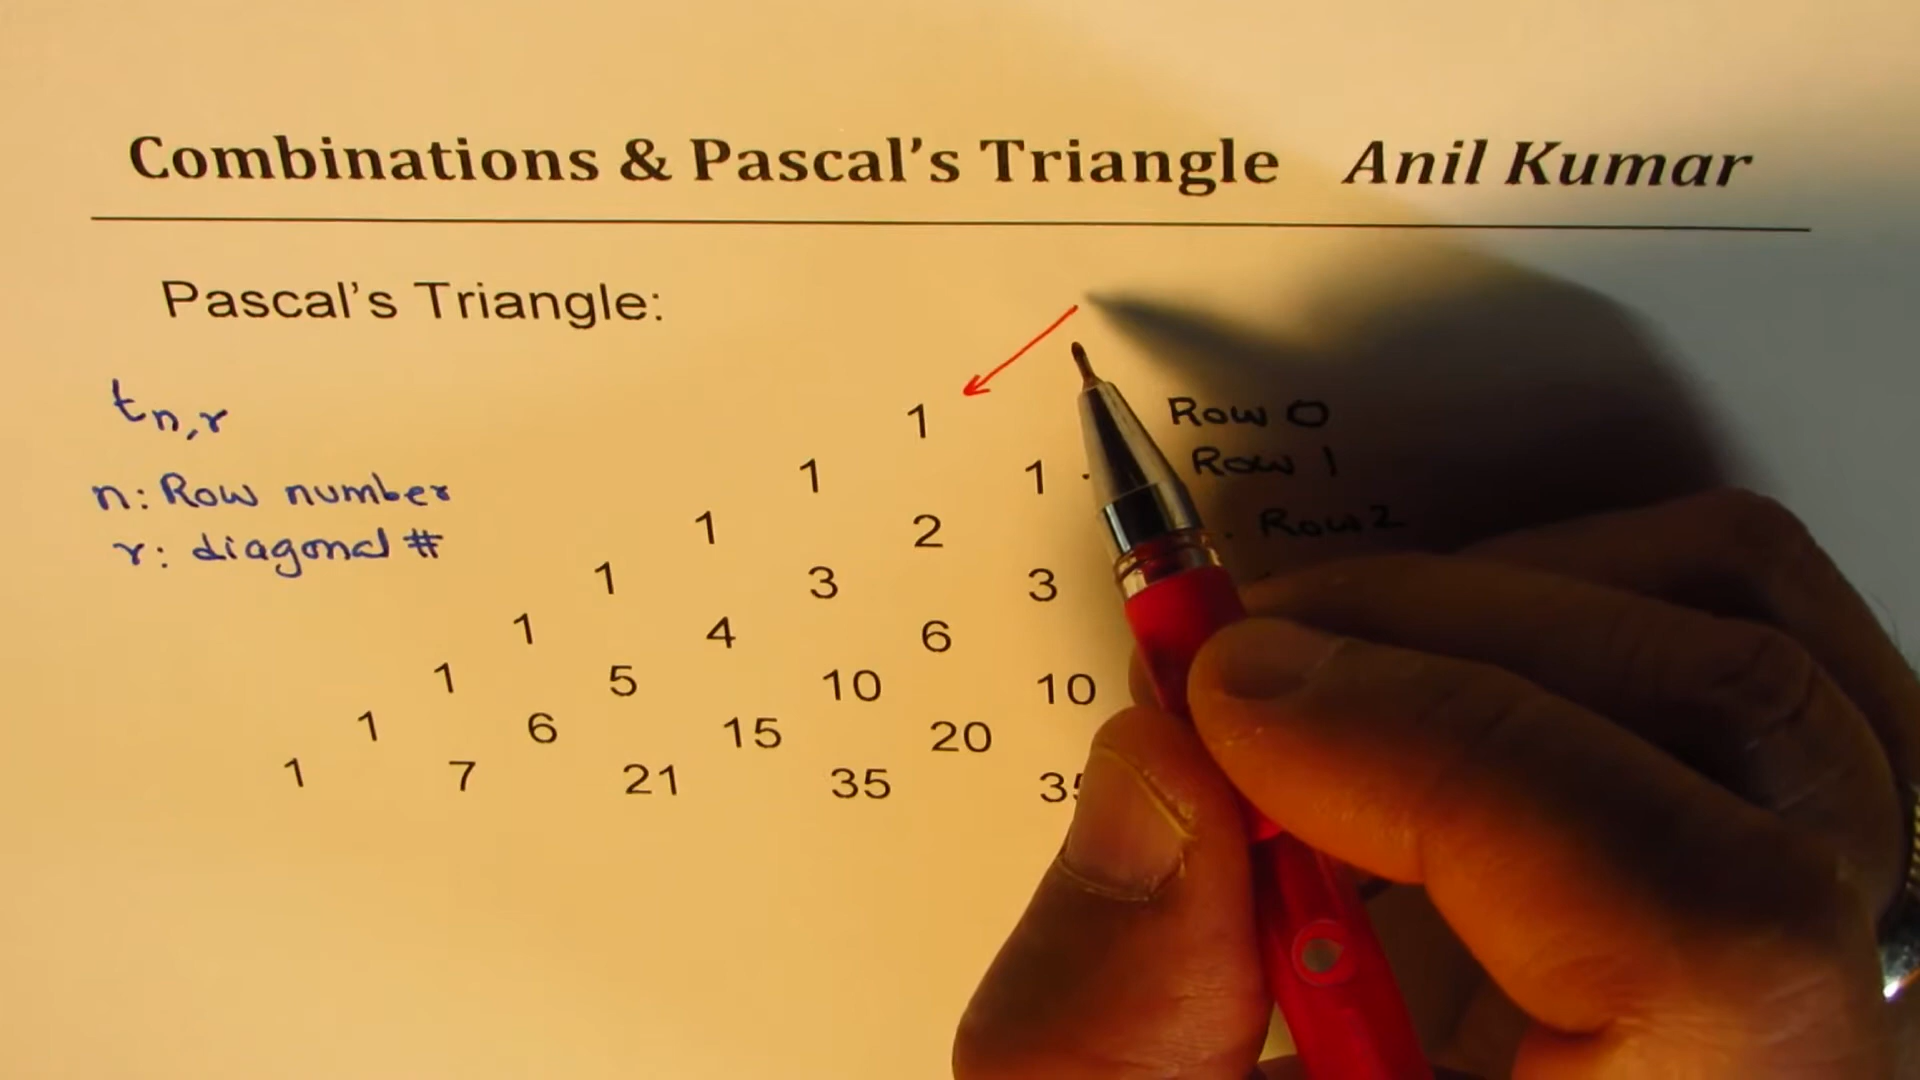 Combinations & Pascal's Triangle Anil Kumar
Pascal's Triangle:
tn,r
n: Row number
r: diagonal #
1 Row 0
1 1 Row 1
1 2 Row 2
1 3 3
1 4 6
1 5 10 10
1 6 15 20
1 7 21 35